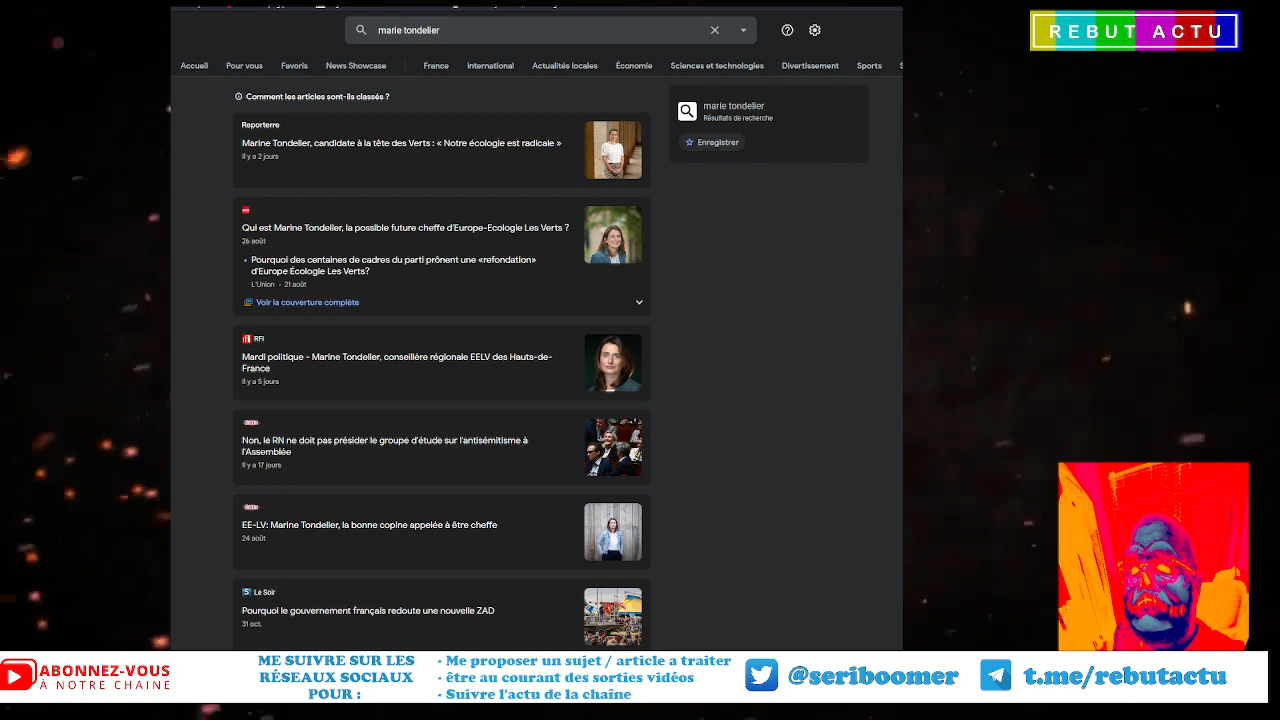 marie tondelier
REBUT ACTU
Accueil
Pour vous
Favoris
News Showcase
France
International
Actualités locales
Économie
Sciences et technologies
Divertissement
Sports
Comment les articles sont-ils classés ?
Reporterre
Marine Tondelier, candidate à la tête des Verts : « Notre écologie est radicale »
Il y a 2 jours
marie tondelier
Résultats de recherche
Enregistrer
Qui est Marine Tondelier, la possible future cheffe d'Europe-Ecologie Les Verts ?
26 août
Pourquoi des centaines de cadres du parti prônent une «refondation»
d'Europe Écologie Les Verts?
L'Union • 21 août
Voir la couverture complète
rfi RFI
Mardi politique - Marine Tondelier, conseillère régionale EELV des Hauts-de-
France
Il y a 5 jours
Non, le RN ne doit pas présider le groupe d'étude sur l'antisémitisme à
l'Assemblée
Il y a 17 jours
EE-LV: Marine Tondelier, la bonne copine appelée à être cheffe
24 août
S Le Soir
Pourquoi le gouvernement français redoute une nouvelle ZAD
31 oct.
ABONNEZ-VOUS
À NOTRE CHAINE
ME SUIVRE SUR LES
RÉSEAUX SOCIAUX
POUR :
· Me proposer un sujet / article a traiter
· être au courant des sorties vidéos
· Suivre l'actu de la chaîne
@seriboomer
t.me/rebutactu